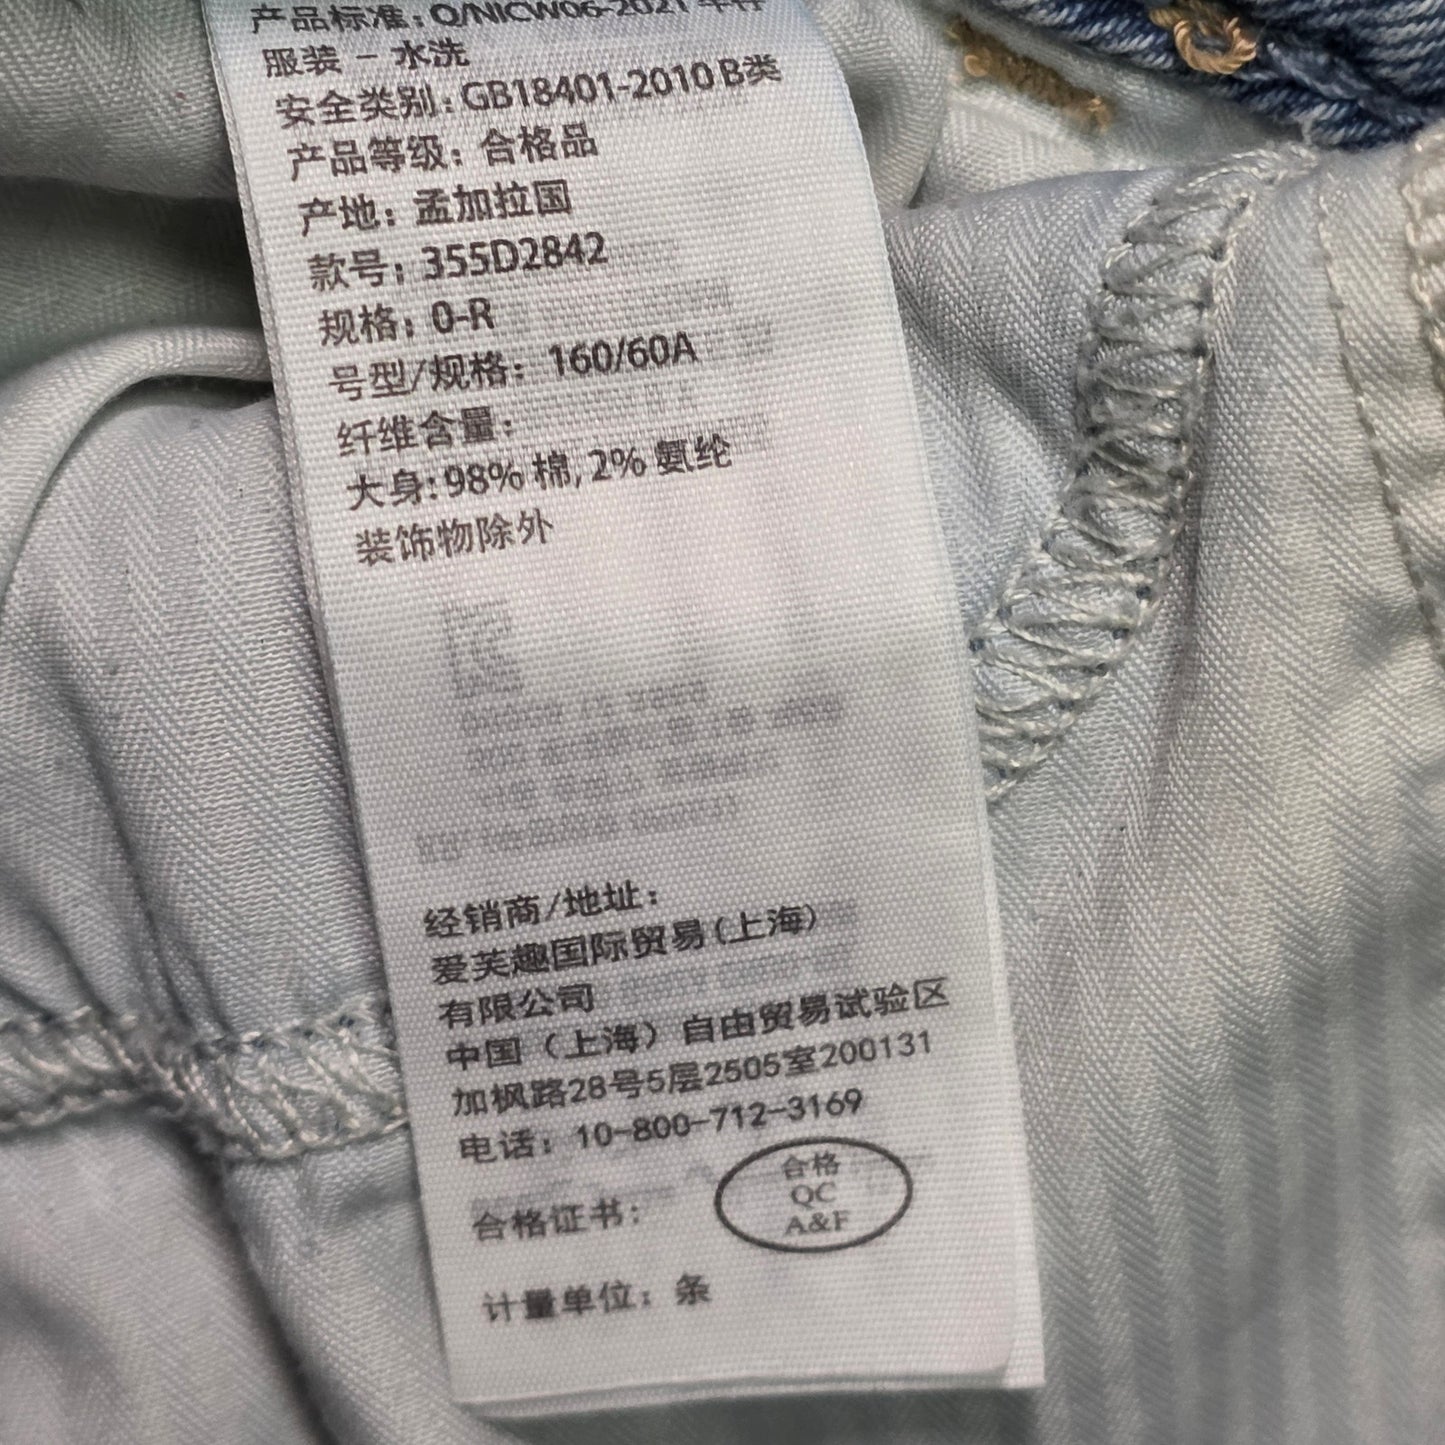 产品标准：Q/NICW06-2021 牛仔
服装 – 水洗
安全类别：GB18401-2010 B类
产品等级：合格品
产地：孟加拉国
款号：355D2842
规格：0-R
号型/规格：160/60A
纤维含量：
大身：98% 棉, 2% 氨纶
装饰物除外
经销商/地址：
爱芙趣国际贸易(上海)
有限公司
中国（上海）自由贸易试验区
加枫路28号5层2505室200131
电话：10-800-712-3169
合格证书：
合格
QC
A&F
计量单位：条